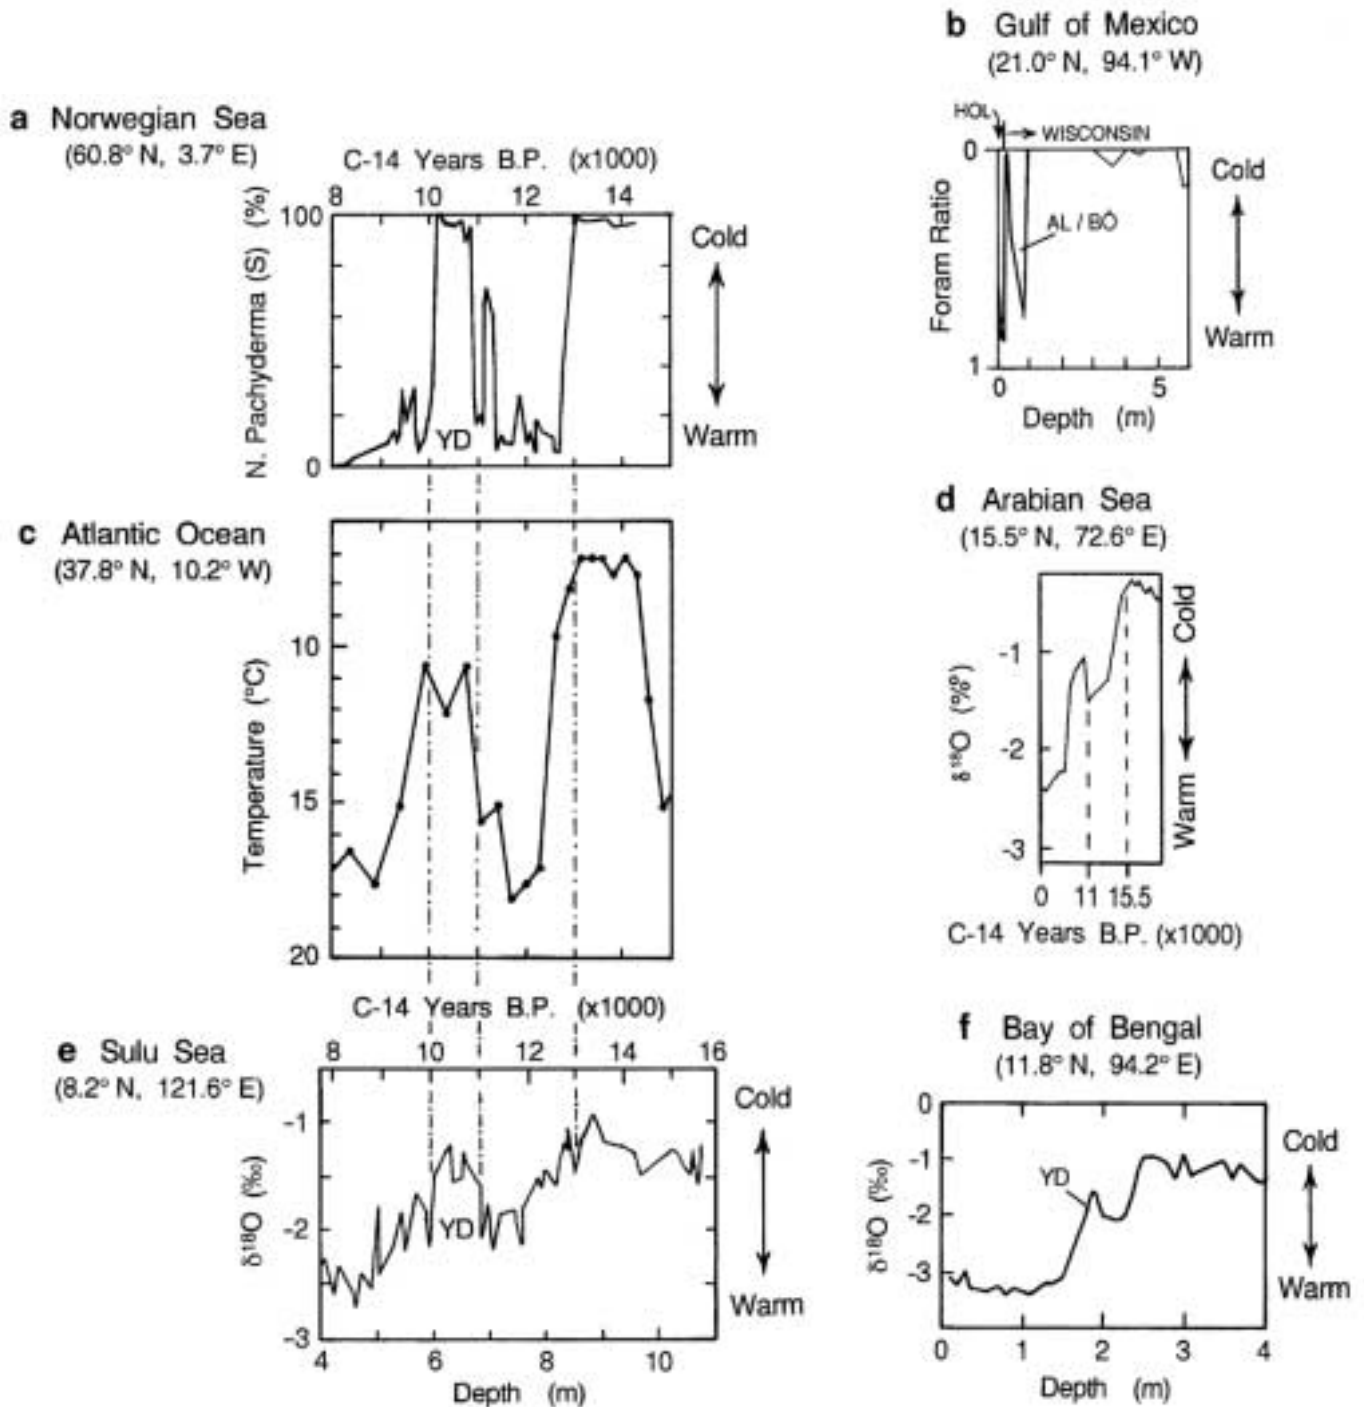 a Norwegian Sea
(60.8° N, 3.7° E)
C-14 Years B.P. (x1000)
8 10 12 14
N. Pachyderma (S) (%)
100
0
YD
Cold
Warm
b Gulf of Mexico
(21.0° N, 94.1° W)
HOL
WISCONSIN
Foram Ratio
0
1
AL / BÖ
0 5
Depth (m)
Cold
Warm
c Atlantic Ocean
(37.8° N, 10.2° W)
Temperature (°C)
10
15
20
d Arabian Sea
(15.5° N, 72.6° E)
δ¹⁸O (‰)
-1
-2
-3
0 11 15.5
C-14 Years B.P. (x1000)
Cold
Warm
C-14 Years B.P. (x1000)
8 10 12 14 16
e Sulu Sea
(8.2° N, 121.6° E)
δ¹⁸O (‰)
-1
-2
-3
YD
4 6 8 10
Depth (m)
Cold
Warm
f Bay of Bengal
(11.8° N, 94.2° E)
δ¹⁸O (‰)
0
-1
-2
-3
YD
0 1 2 3 4
Depth (m)
Cold
Warm